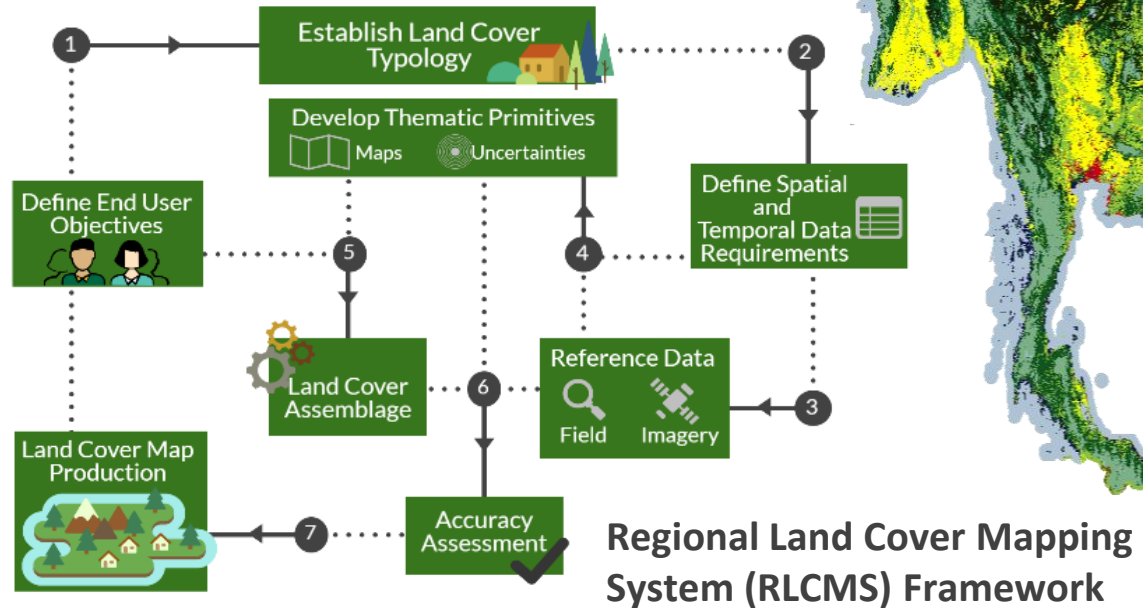 1
Establish Land Cover
Typology
2
Develop Thematic Primitives
Maps
Uncertainties
Define End User
Objectives
Define Spatial
and
Temporal Data
Requirements
5
4
Land Cover
Assemblage
6
Reference Data
Field
Imagery
3
Land Cover Map
Production
7
Accuracy
Assessment
Regional Land Cover Mapping
System (RLCMS) Framework